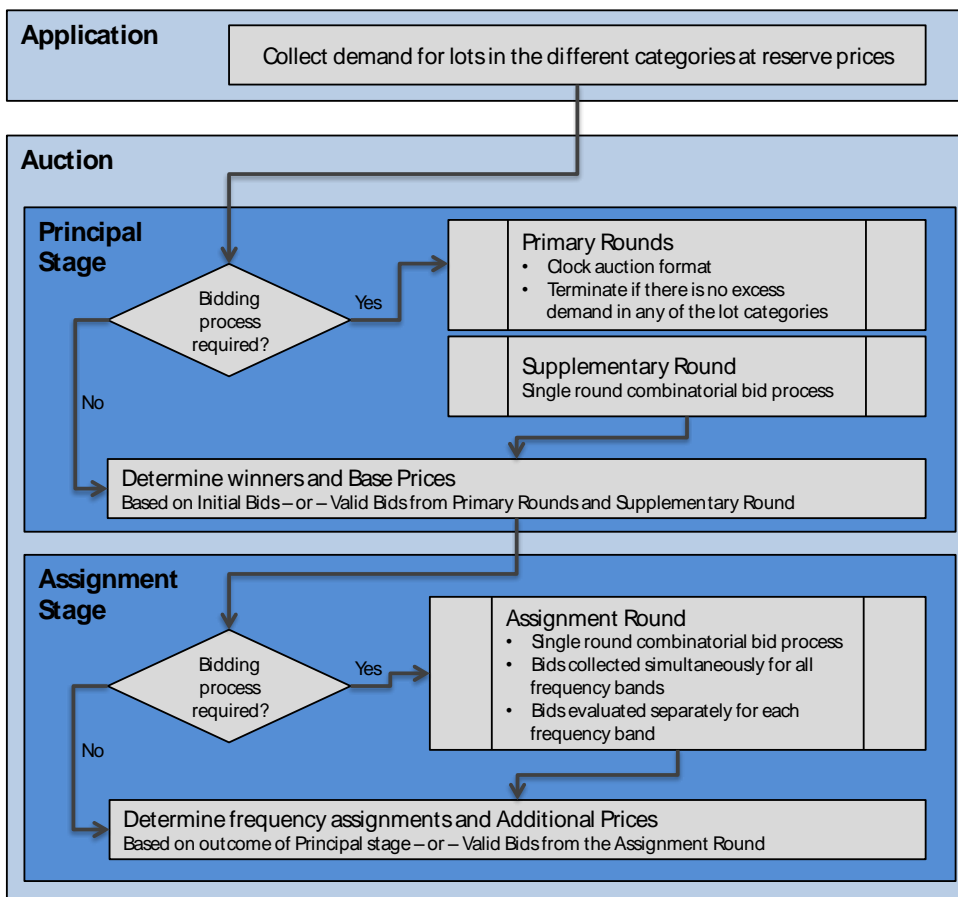 Application
Collect demand for lots in the different categories at reserve prices
Auction
Principal
Stage
Bidding
process
required?
Yes
No
Primary Rounds
• Clock auction format
• Terminate if there is no excess
demand in any of the lot categories
Supplementary Round
Single round combinatorial bid process
Determine winners and Base Prices
Based on Initial Bids – or – Valid Bids from Primary Rounds and Supplementary Round
Assignment
Stage
Bidding
process
required?
Yes
No
Assignment Round
• Single round combinatorial bid process
• Bids collected simultaneously for all
frequency bands
• Bids evaluated separately for each
frequency band
Determine frequency assignments and Additional Prices
Based on outcome of Principal stage – or – Valid Bids from the Assignment Round